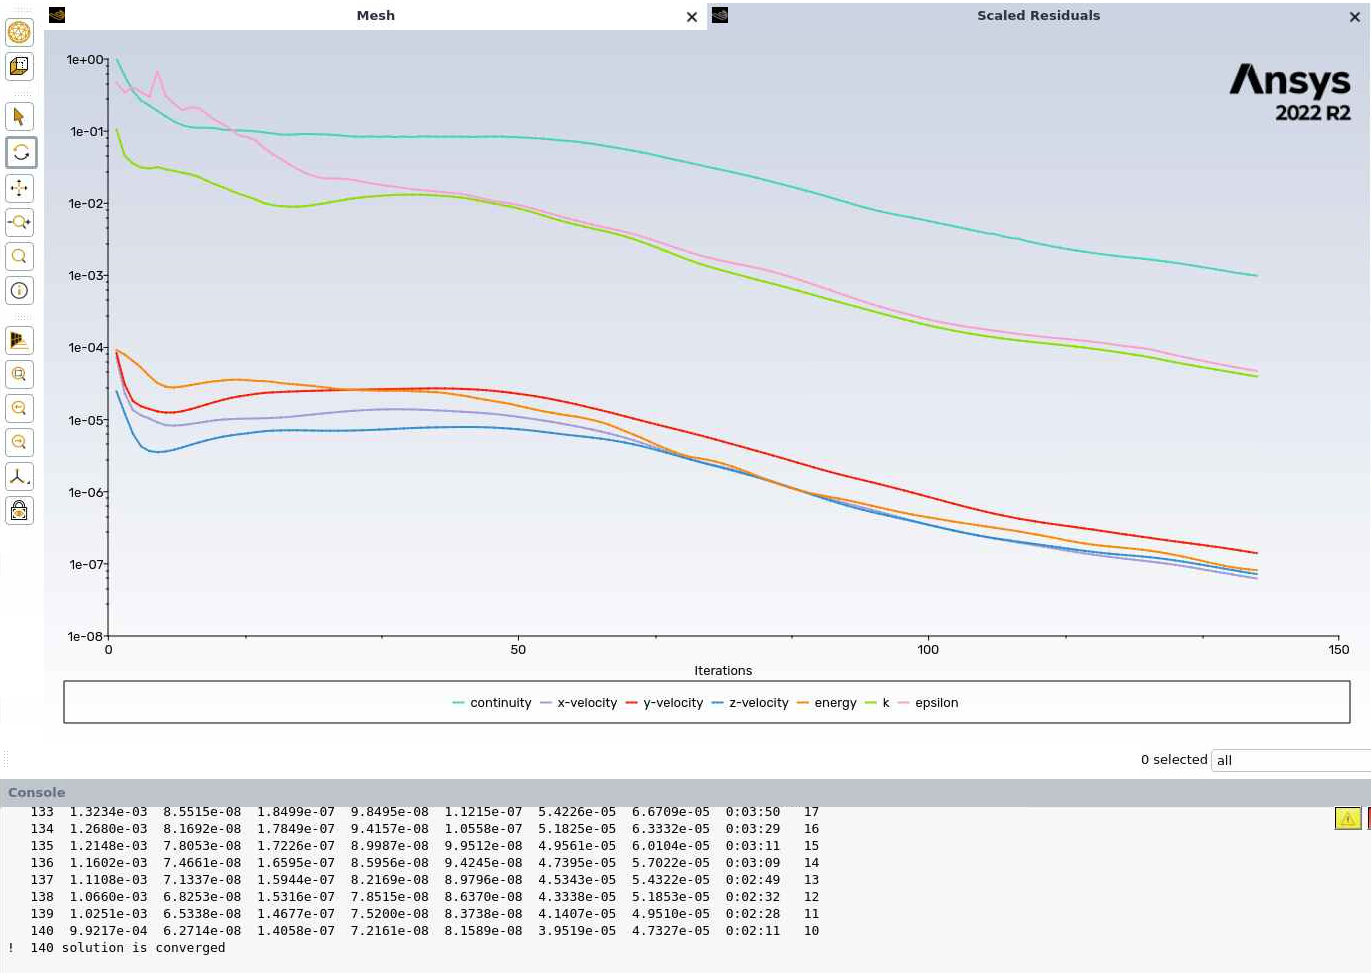 Mesh
Scaled Residuals
1e+00
1e-01
1e-02
1e-03
1e-04
1e-05
1e-06
1e-07
1e-08
Ansys
2022 R2
0 50 100 150
Iterations
continuity x-velocity y-velocity z-velocity energy k epsilon
0 selected all
Console
133 1.3234e-03 8.5515e-08 1.8499e-07 9.8495e-08 1.1215e-07 5.4226e-05 6.6709e-05 0:03:50 17
134 1.2680e-03 8.1692e-08 1.7849e-07 9.4157e-08 1.0558e-07 5.1825e-05 6.3332e-05 0:03:29 16
135 1.2148e-03 7.8053e-08 1.7226e-07 8.9987e-08 9.9512e-08 4.9561e-05 6.0104e-05 0:03:11 15
136 1.1602e-03 7.4661e-08 1.6595e-07 8.5956e-08 9.4245e-08 4.7395e-05 5.7022e-05 0:03:09 14
137 1.1108e-03 7.1337e-08 1.5944e-07 8.2169e-08 8.9796e-08 4.5343e-05 5.4322e-05 0:02:49 13
138 1.0660e-03 6.8253e-08 1.5316e-07 7.8515e-08 8.6370e-08 4.3338e-05 5.1853e-05 0:02:32 12
139 1.0251e-03 6.5338e-08 1.4677e-07 7.5200e-08 8.3738e-08 4.1407e-05 4.9510e-05 0:02:28 11
140 9.9217e-04 6.2714e-08 1.4058e-07 7.2161e-08 8.1589e-08 3.9519e-05 4.7327e-05 0:02:11 10
! 140 solution is converged